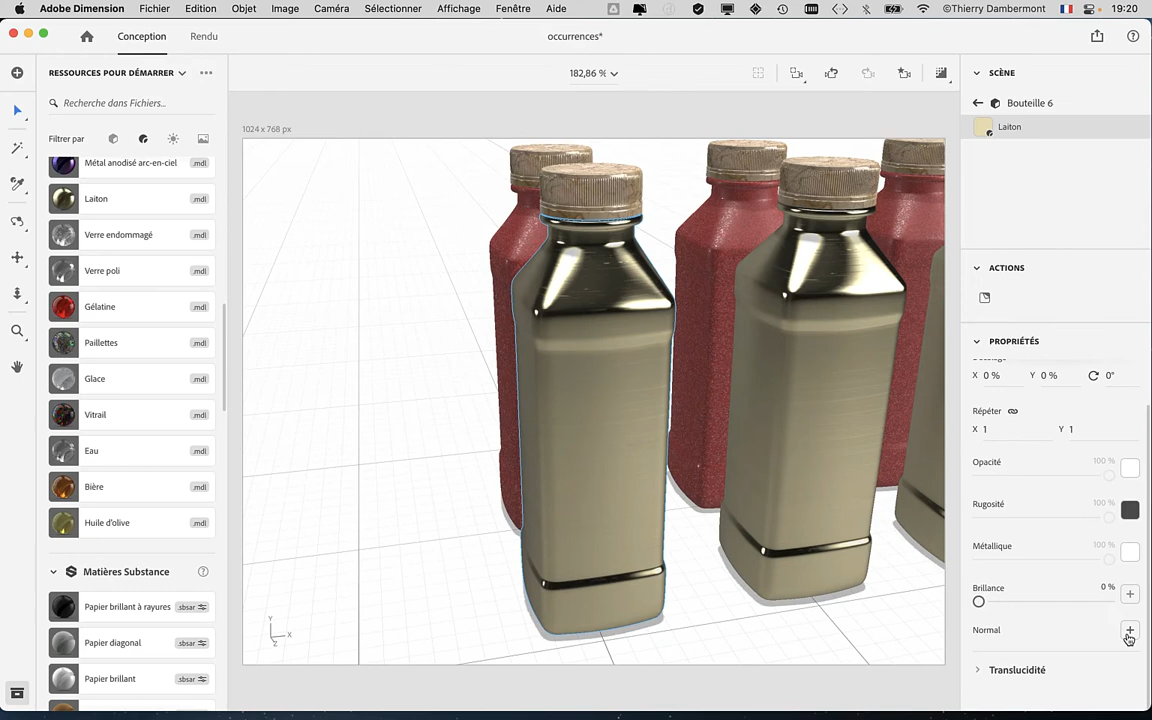 Adobe Dimension Fichier Edition Objet Image Caméra Sélectionner Affichage Fenêtre Aide ©Thierry Dambermont 19:20
Conception Rendu occurrences*
RESSOURCES POUR DÉMARRER
182,86 %
SCÈNE
Recherche dans Fichiers...
Bouteille 6
Laiton
1024 x 768 px
Filtrer par
Métal anodisé arc-en-ciel .mdl
Laiton .mdl
Verre endommagé .mdl
Verre poli .mdl
Gélatine .mdl
Paillettes .mdl
Glace .mdl
Vitrail .mdl
Eau .mdl
Bière .mdl
Huile d'olive .mdl
Matières Substance
Papier brillant à rayures .sbsar
Papier diagonal .sbsar
Papier brillant .sbsar
Y
X
Z
ACTIONS
PROPRIÉTÉS
X 0 % Y 0 % 0°
Répéter
X 1 Y 1
Opacité 100 %
Rugosité 100 %
Métallique 100 %
Brillance 0 %
Normal
Translucidité